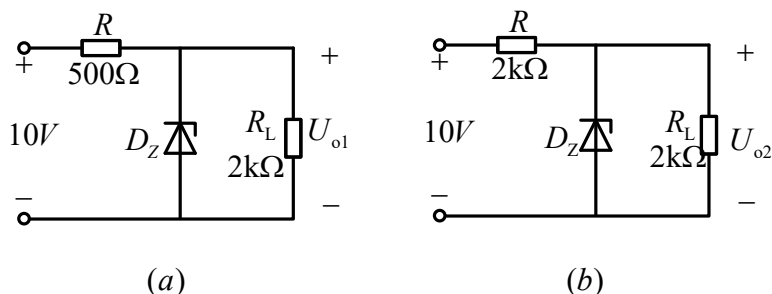 R
+
500Ω
+
10V
D_Z
R_L
2kΩ
U_o1
−
−
(a)
R
+
2kΩ
+
10V
D_Z
R_L
2kΩ
U_o2
−
−
(b)